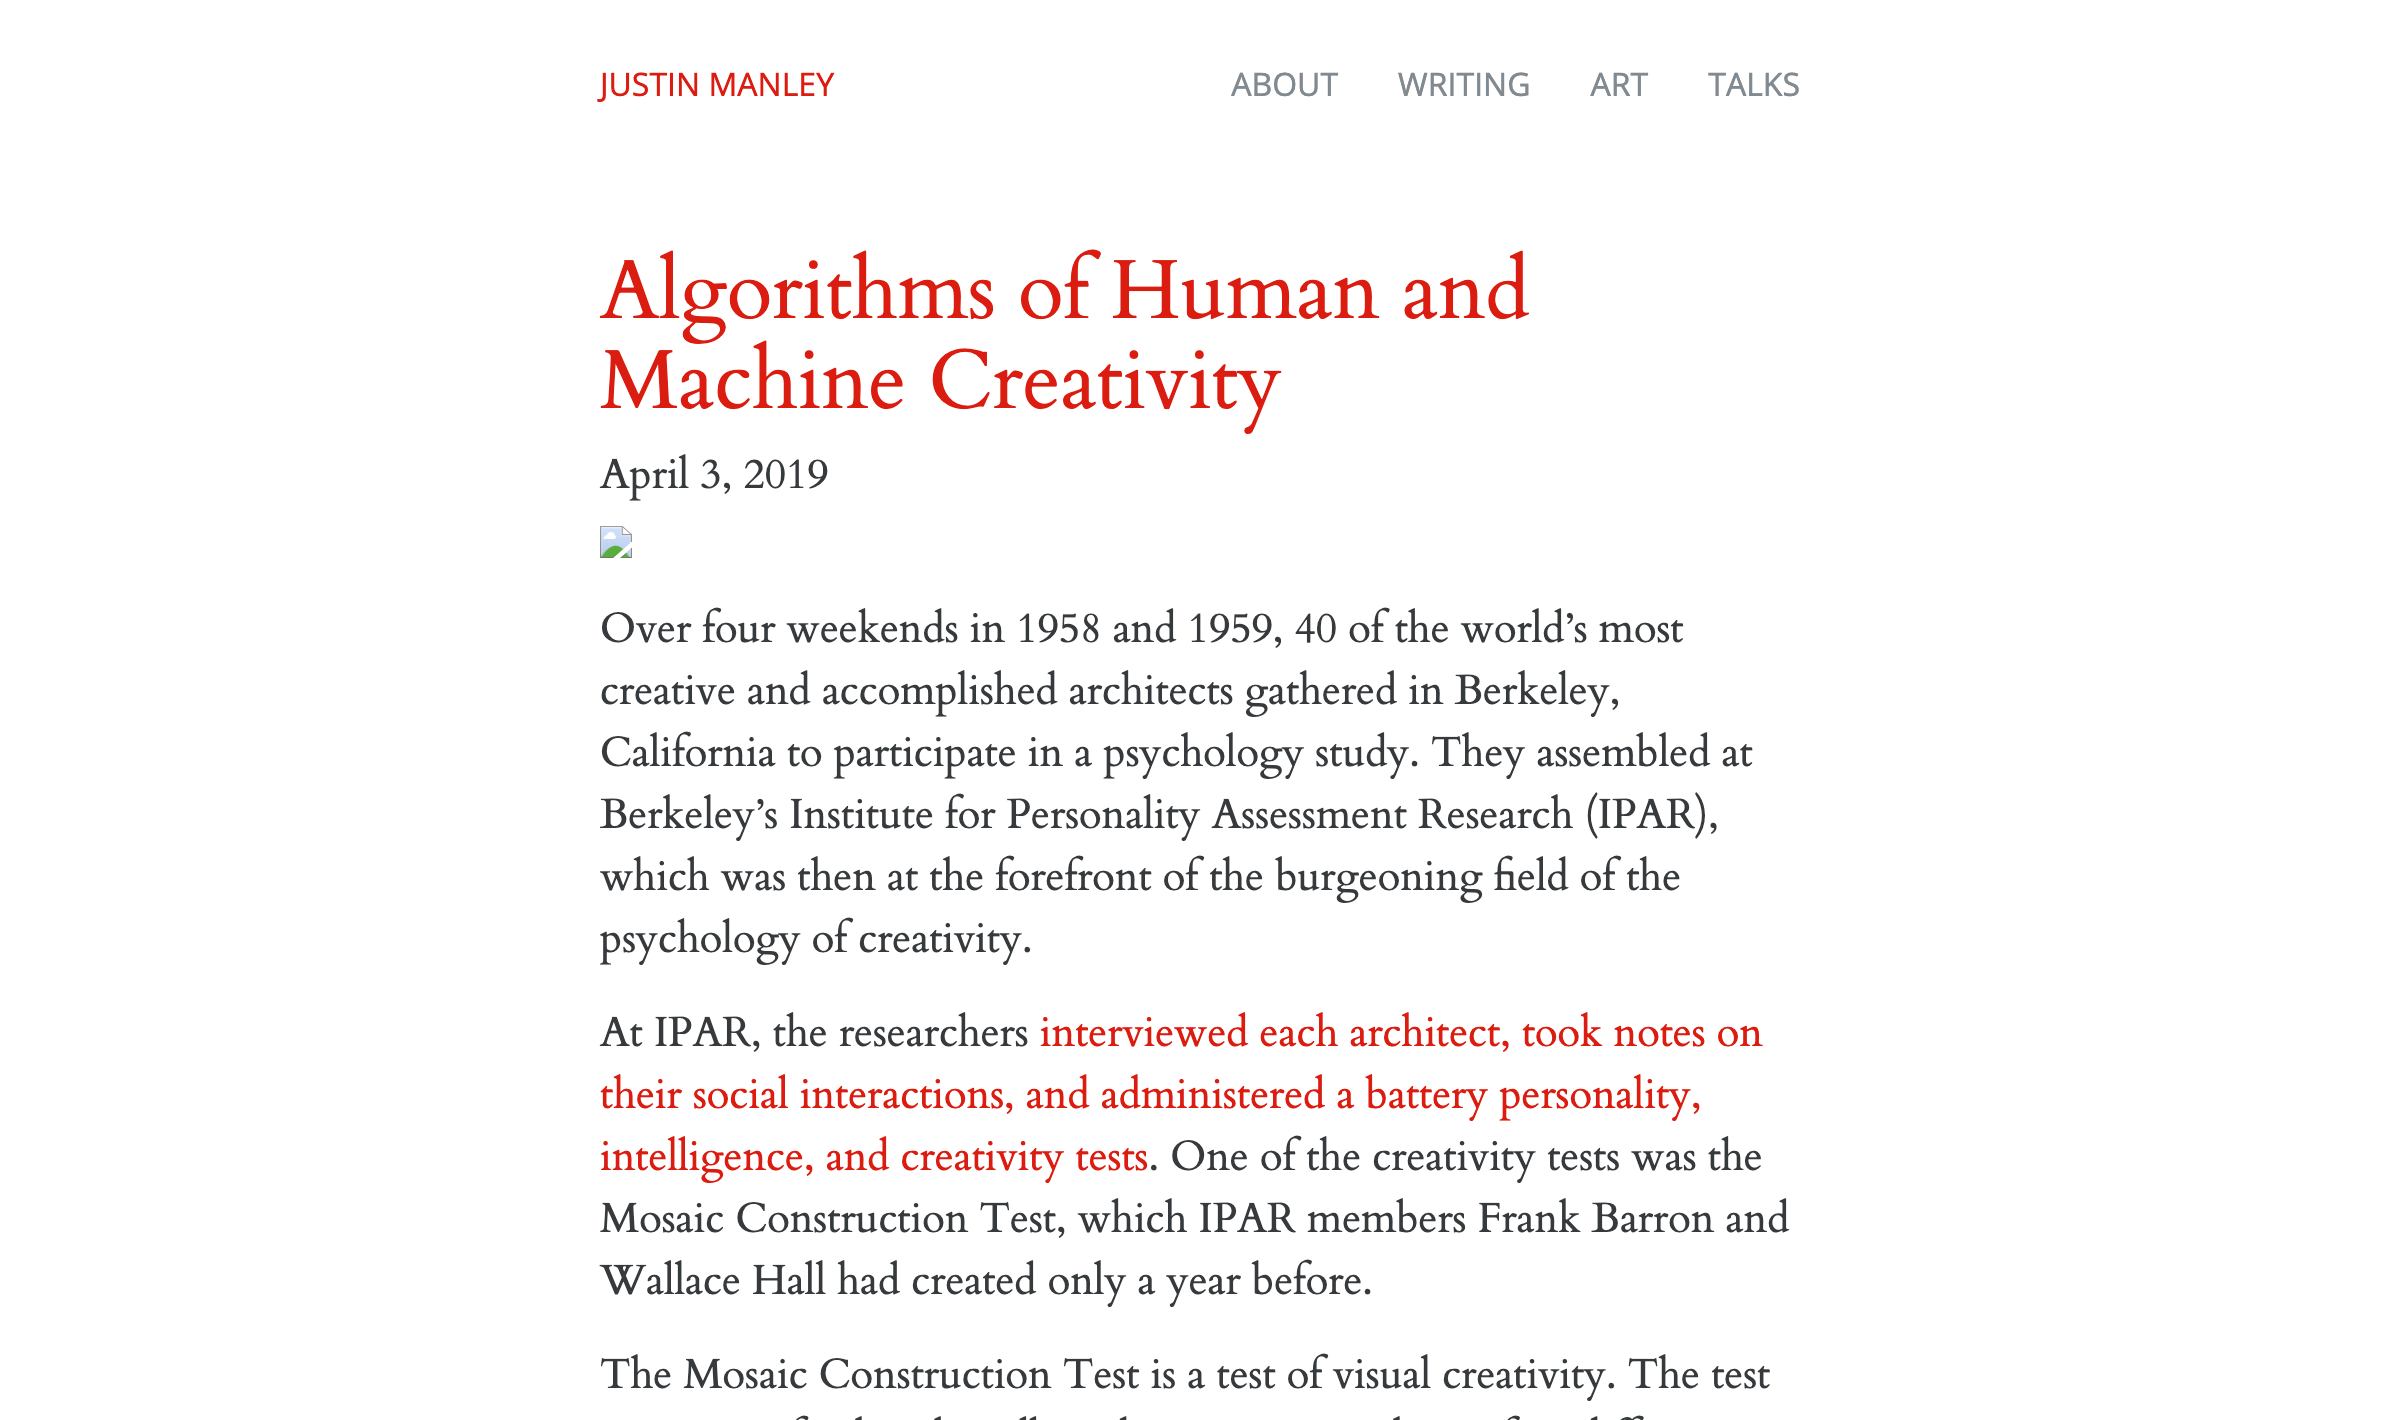 JUSTIN MANLEY
ABOUT WRITING ART TALKS
Algorithms of Human and
Machine Creativity
April 3, 2019
Over four weekends in 1958 and 1959, 40 of the world’s most
creative and accomplished architects gathered in Berkeley,
California to participate in a psychology study. They assembled at
Berkeley’s Institute for Personality Assessment Research (IPAR),
which was then at the forefront of the burgeoning field of the
psychology of creativity.
At IPAR, the researchers interviewed each architect, took notes on
their social interactions, and administered a battery personality,
intelligence, and creativity tests. One of the creativity tests was the
Mosaic Construction Test, which IPAR members Frank Barron and
Wallace Hall had created only a year before.
The Mosaic Construction Test is a test of visual creativity. The test